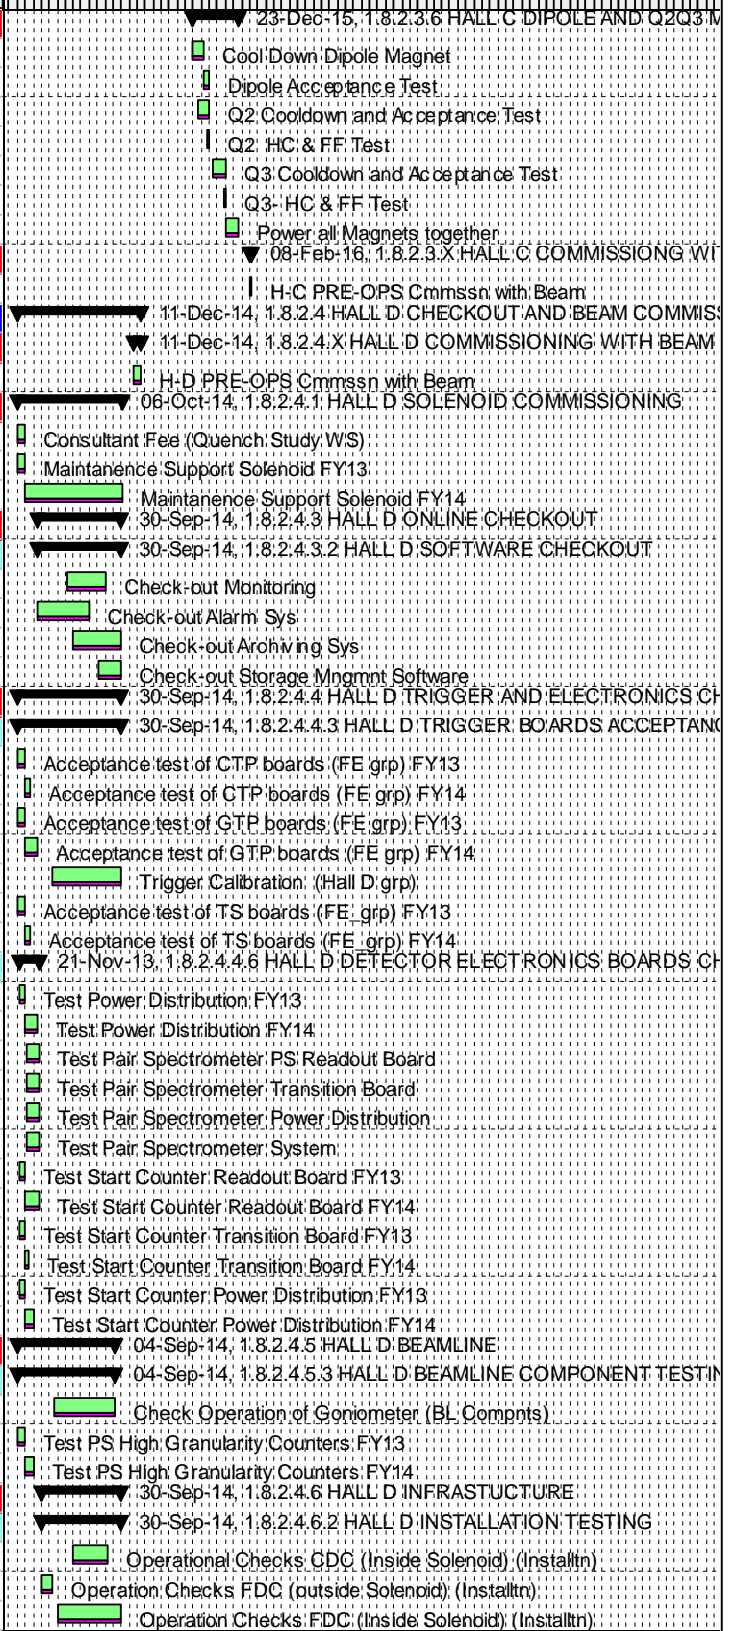 23-Dec-15, 1.8.2.3.6 HALL C DIPOLE AND Q2Q3 M
Cool Down Dipole Magnet
Dipole Acceptance Test
Q2 Cooldown and Acceptance Test
Q2  HC & FF Test
Q3 Cooldown and Acceptance Test
Q3- HC & FF Test
Power all Magnets together
08-Feb-16, 1.8.2.3.X HALL C COMMISSIONG WIT
H-C PRE-OPS Cmmssn with Beam
11-Dec-14, 1.8.2.4 HALL D CHECKOUT AND BEAM COMMISS
11-Dec-14, 1.8.2.4.X HALL D COMMISSIONING WITH BEAM
H-D PRE-OPS Cmmssn with Beam
06-Oct-14, 1.8.2.4.1 HALL D SOLENOID COMMISSIONING
Consultant Fee (Quench Study WS)
Maintanence Support Solenoid FY13
Maintanence Support Solenoid FY14
30-Sep-14, 1.8.2.4.3 HALL D ONLINE CHECKOUT
30-Sep-14, 1.8.2.4.3.2 HALL D SOFTWARE CHECKOUT
Check-out Monitoring
Check-out Alarm Sys
Check-out Archiving Sys
Check-out Storage Mngmnt Software
30-Sep-14, 1.8.2.4.4 HALL D TRIGGER AND ELECTRONICS CH
30-Sep-14, 1.8.2.4.4.3 HALL D TRIGGER BOARDS ACCEPTANC
Acceptance test of CTP boards (FE grp) FY13
Acceptance test of CTP boards (FE grp) FY14
Acceptance test of GTP boards (FE grp) FY13
Acceptance test of GTP boards (FE grp) FY14
Trigger Calibration  (Hall D grp)
Acceptance test of TS boards (FE_grp) FY13
Acceptance test of TS boards (FE_grp) FY14
21-Nov-13, 1.8.2.4.4.6 HALL D DETECTOR ELECTRONICS BOARDS CH
Test Power Distribution FY13
Test Power Distribution FY14
Test Pair Spectrometer PS Readout Board
Test Pair Spectrometer Transition Board
Test Pair Spectrometer Power Distribution
Test Pair Spectrometer System
Test Start Counter Readout Board FY13
Test Start Counter Readout Board FY14
Test Start Counter Transition Board FY13
Test Start Counter Transition Board FY14
Test Start Counter Power Distribution FY13
Test Start Counter Power Distribution FY14
04-Sep-14, 1.8.2.4.5 HALL D BEAMLINE
04-Sep-14, 1.8.2.4.5.3 HALL D BEAMLINE COMPONENT TESTIN
Check Operation of Goniometer (BL Compnts)
Test PS High Granularity Counters FY13
Test PS HIgh Granularity Counters FY14
30-Sep-14, 1.8.2.4.6 HALL D INFRASTUCTURE
30-Sep-14, 1.8.2.4.6.2 HALL D INSTALLATION TESTING
Operational Checks CDC (Inside Solenoid) (Installtn)
Operation Checks FDC (outside Solenoid) (Installtn)
Operation Checks FDC (Inside Solenoid) (Installtn)